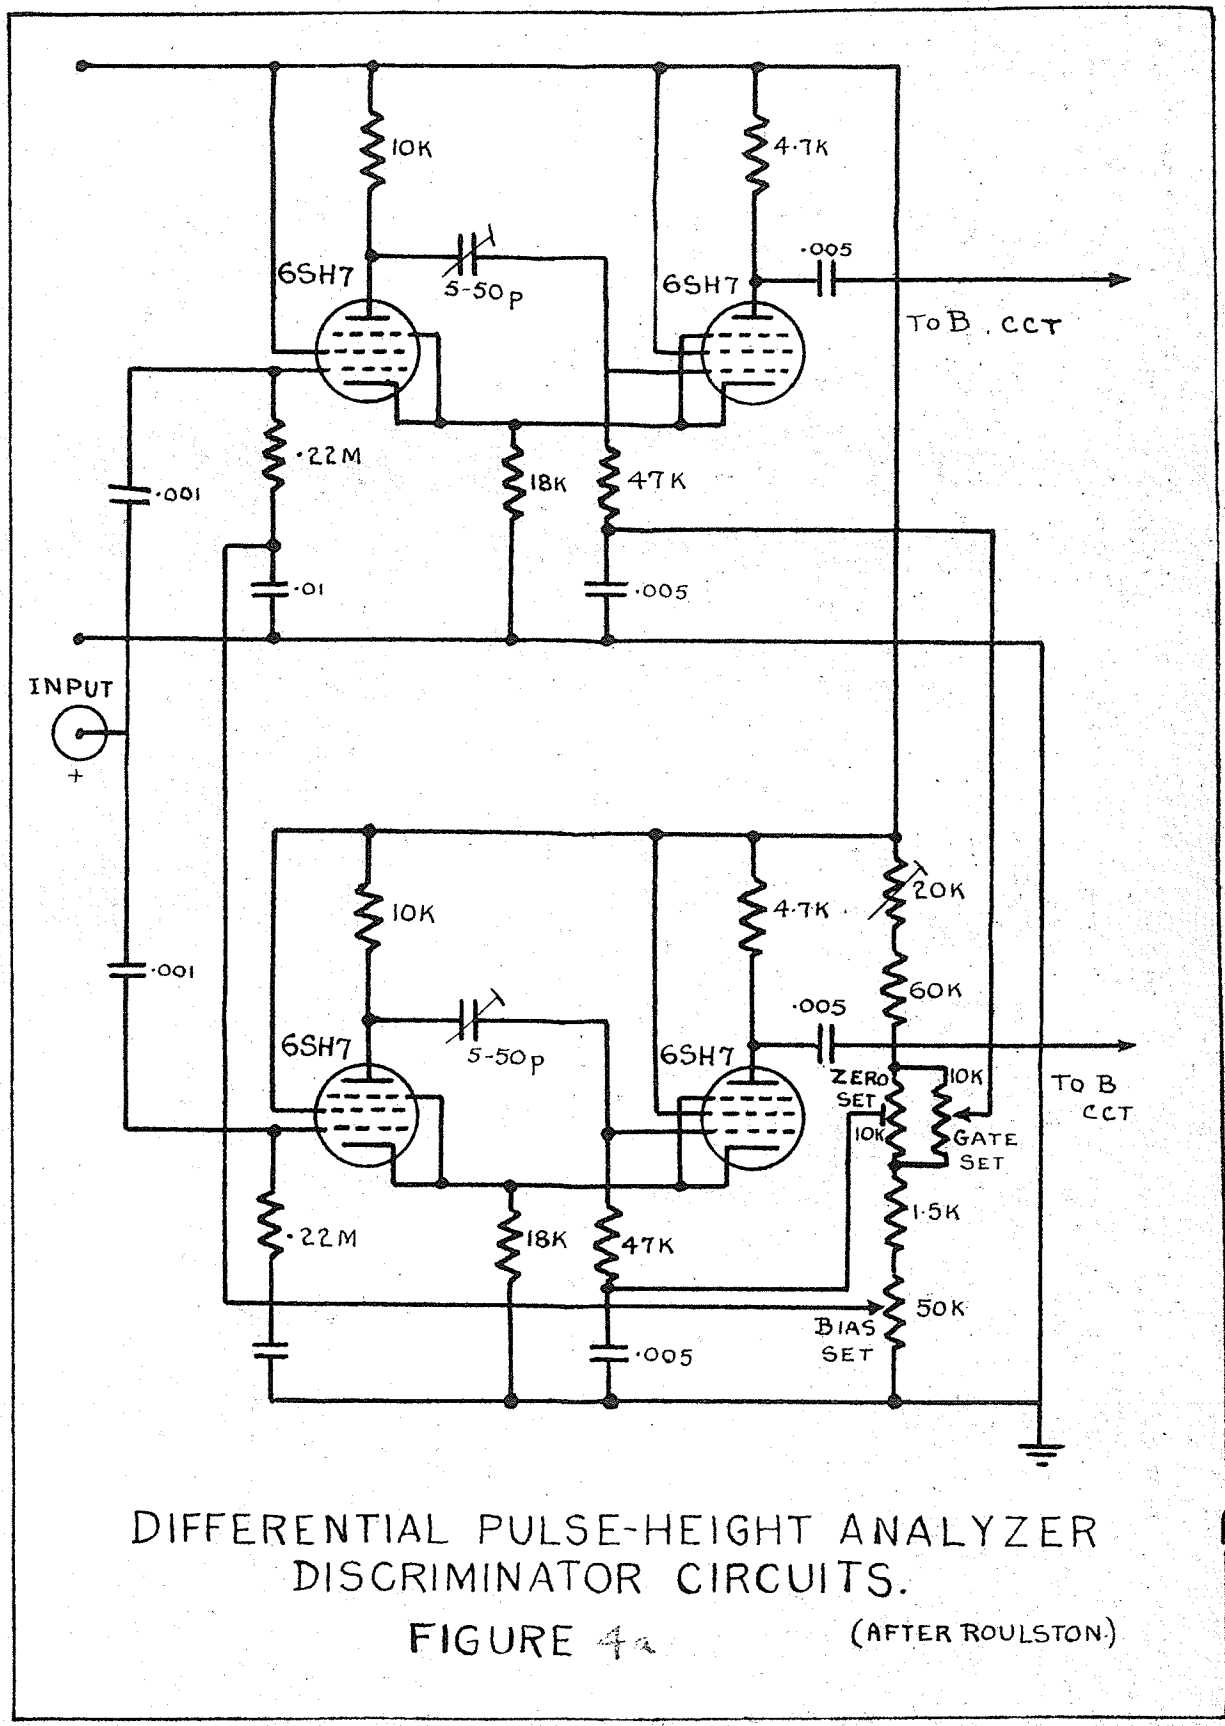 10K
4.7K
6SH7
5-50p
6SH7
.005
TO B . CCT
.001
.22M
18K
47K
.01
.005
INPUT
+
10K
4.7K
20K
.001
60K
6SH7
5-50p
6SH7
.005
ZERO
SET
10K
10K
GATE
SET
TO B
CCT
.22M
18K
47K
1.5K
BIAS
SET
50K
.005
DIFFERENTIAL PULSE-HEIGHT ANALYZER
DISCRIMINATOR CIRCUITS.
FIGURE 4a
(AFTER ROULSTON.)